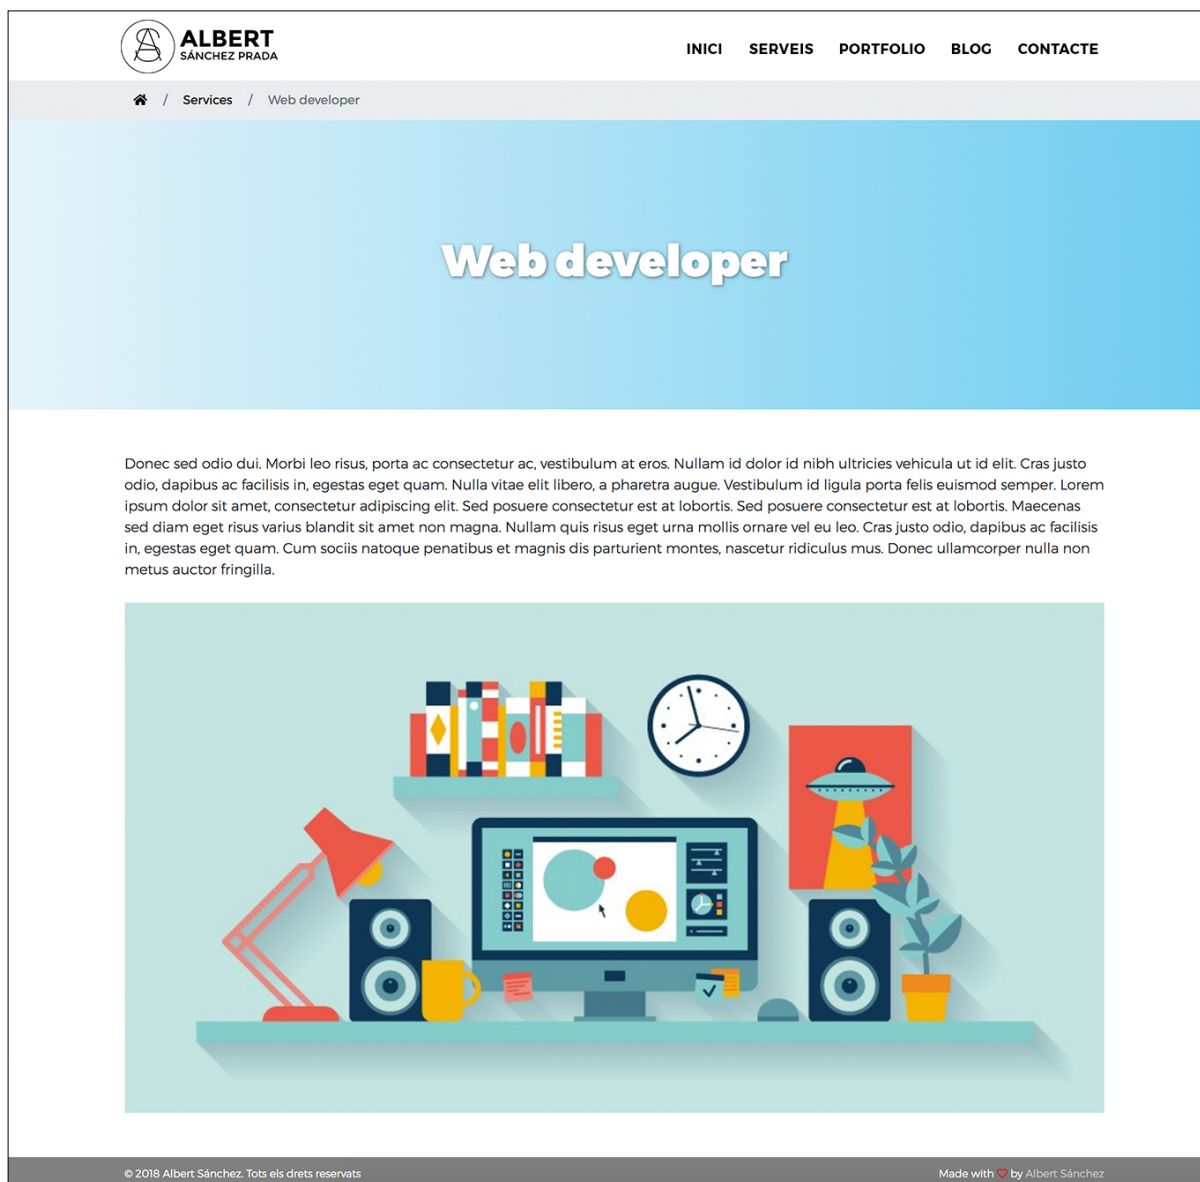 ALBERT
SÁNCHEZ PRADA
INICI SERVEIS PORTFOLIO BLOG CONTACTE
/ Services / Web developer
Web developer
Donec sed odio dui. Morbi leo risus, porta ac consectetur ac, vestibulum at eros. Nullam id dolor id nibh ultricies vehicula ut id elit. Cras justo
odio, dapibus ac facilisis in, egestas eget quam. Nulla vitae elit libero, a pharetra augue. Vestibulum id ligula porta felis euismod semper. Lorem
ipsum dolor sit amet, consectetur adipiscing elit. Sed posuere consectetur est at lobortis. Sed posuere consectetur est at lobortis. Maecenas
sed diam eget risus varius blandit sit amet non magna. Nullam quis risus eget urna mollis ornare vel eu leo. Cras justo odio, dapibus ac facilisis
in, egestas eget quam. Cum sociis natoque penatibus et magnis dis parturient montes, nascetur ridiculus mus. Donec ullamcorper nulla non
metus auctor fringilla.
© 2018 Albert Sánchez. Tots els drets reservats
Made with ♡ by Albert Sánchez